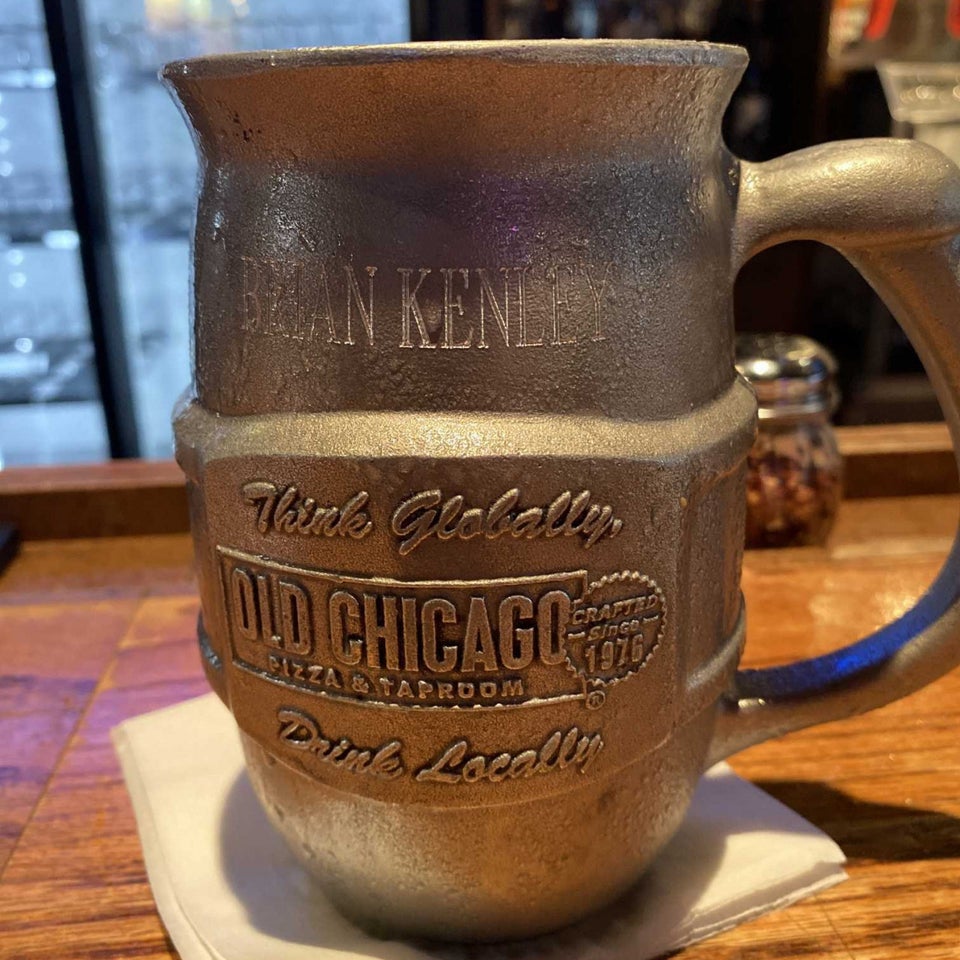 BRIAN KENLEY
Think Globally,
OLD CHICAGO
PIZZA & TAPROOM
CRAFTED
since
1976
®
Drink Locally